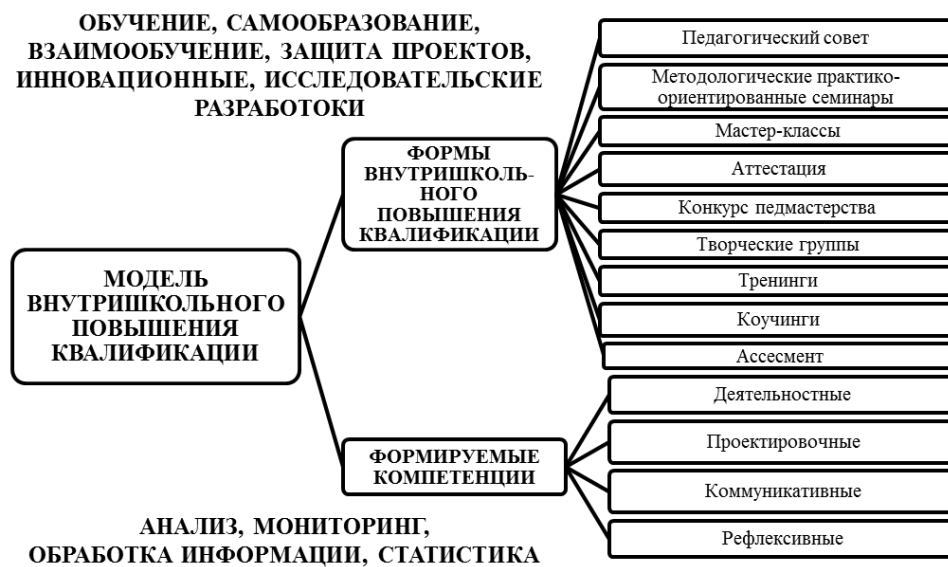 ОБУЧЕНИЕ, САМООБРАЗОВАНИЕ,
ВЗАИМООБУЧЕНИЕ, ЗАЩИТА ПРОЕКТОВ,
ИННОВАЦИОННЫЕ, ИССЛЕДОВАТЕЛЬСКИЕ
РАЗРАБОТОКИ
МОДЕЛЬ
ВНУТРИШКОЛЬНОГО
ПОВЫШЕНИЯ
КВАЛИФИКАЦИИ
ФОРМЫ
ВНУТРИШКОЛЬ-
НОГО
ПОВЫШЕНИЯ
КВАЛИФИКАЦИИ
Педагогический совет
Методологические практико-
ориентированные семинары
Мастер-классы
Аттестация
Конкурс педмастерства
Творческие группы
Тренинги
Коучинги
Ассесмент
ФОРМИРУЕМЫЕ
КОМПЕТЕНЦИИ
Деятельностные
Проектировочные
Коммуникативные
Рефлексивные
АНАЛИЗ, МОНИТОРИНГ,
ОБРАБОТКА ИНФОРМАЦИИ, СТАТИСТИКА